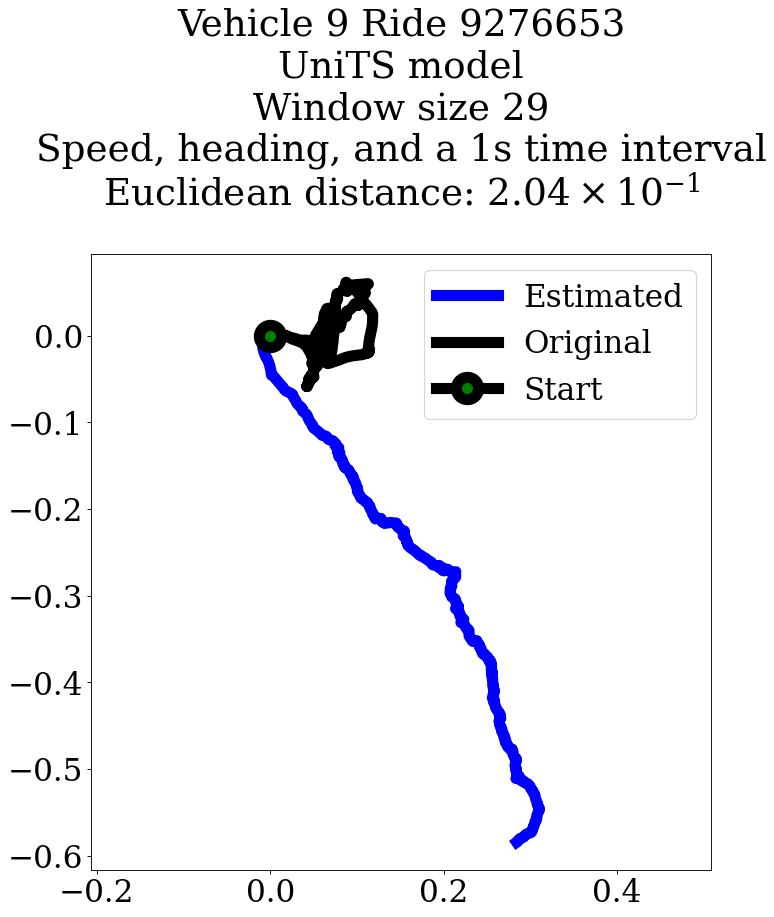 Vehicle 9 Ride 9276653
UniTS model
Window size 29
Speed, heading, and a 1s time interval
Euclidean distance: 2.04 × 10⁻¹
Estimated
Original
Start
0.0
−0.1
−0.2
−0.3
−0.4
−0.5
−0.6
−0.2 0.0 0.2 0.4